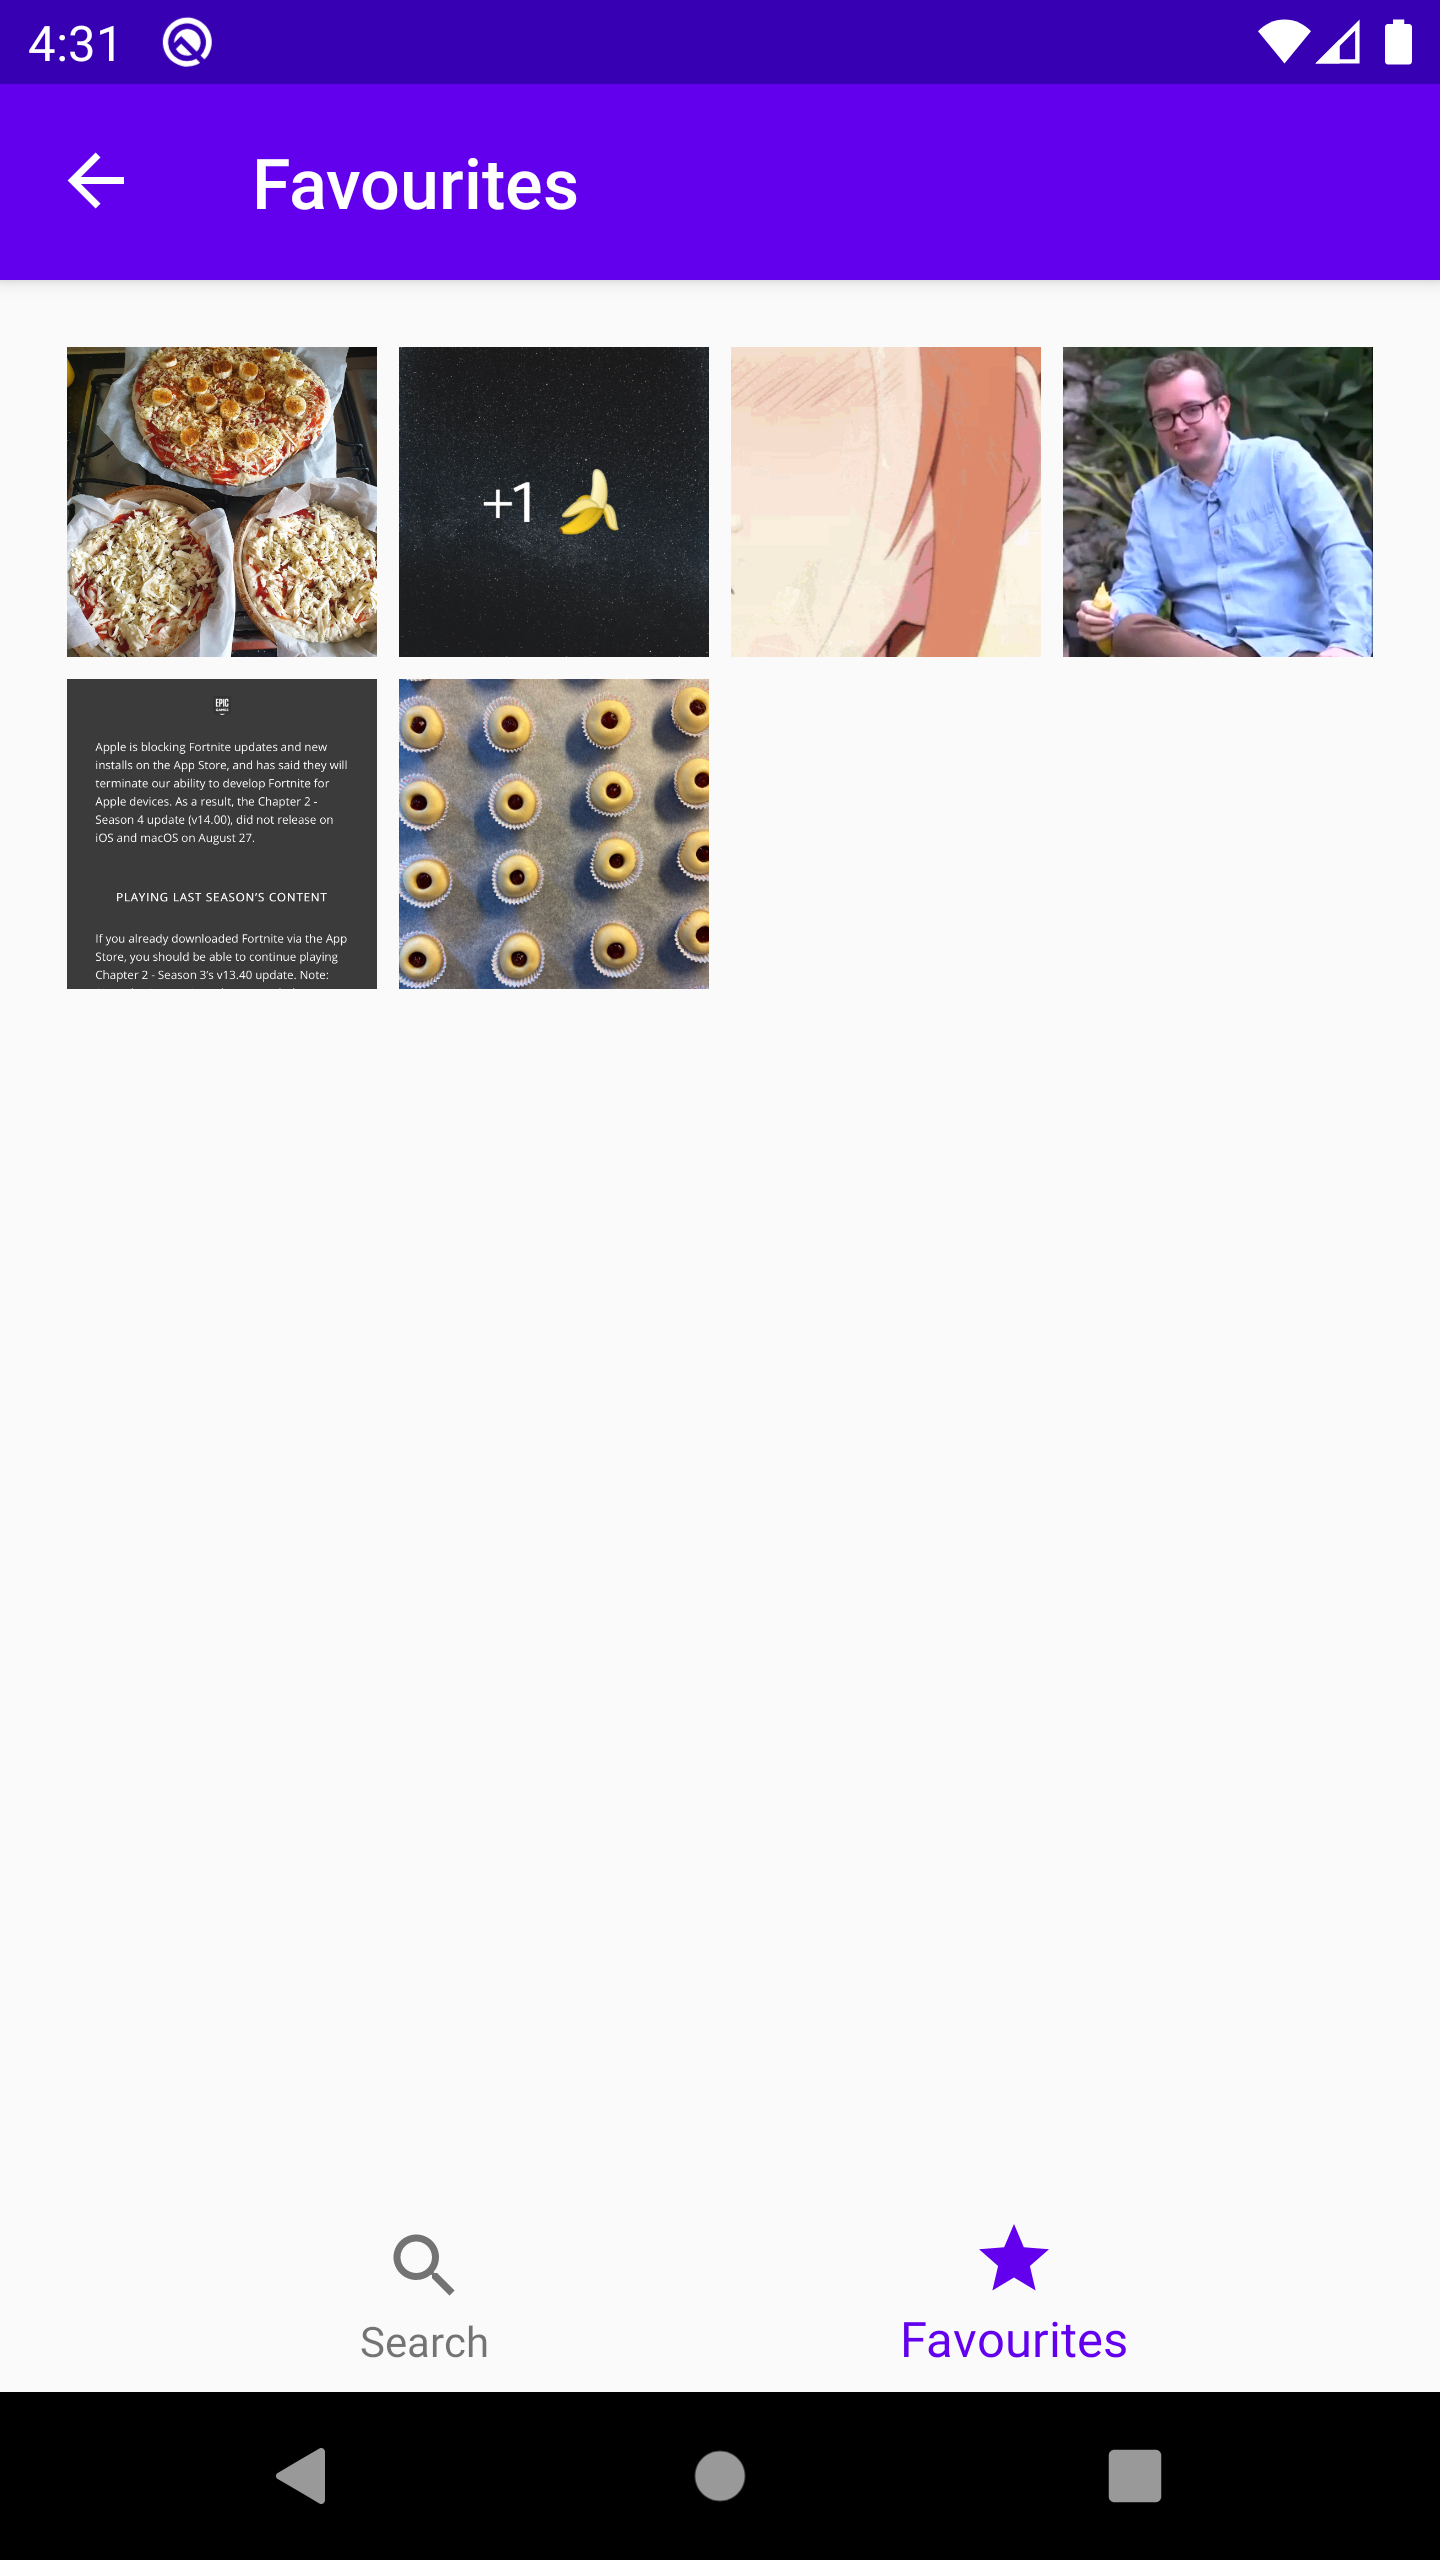 4:31
Favourites
+1
EPIC
GAMES
Apple is blocking Fortnite updates and new
installs on the App Store, and has said they will
terminate our ability to develop Fortnite for
Apple devices. As a result, the Chapter 2 -
Season 4 update (v14.00), did not release on
iOS and macOS on August 27.
PLAYING LAST SEASON'S CONTENT
If you already downloaded Fortnite via the App
Store, you should be able to continue playing
Chapter 2 - Season 3's v13.40 update. Note:
Search
Favourites